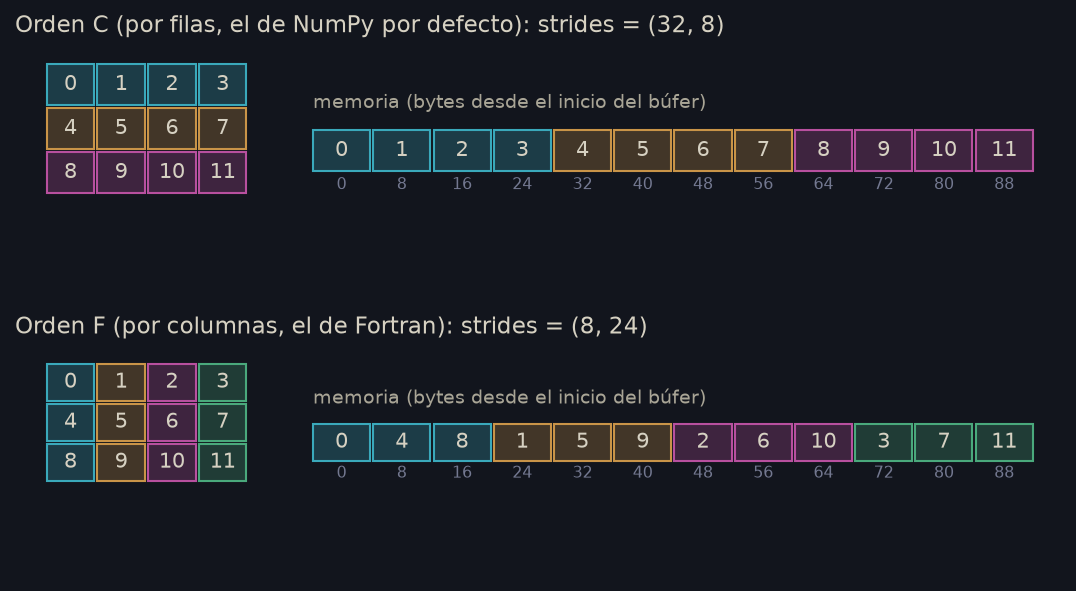 Orden C (por filas, el de NumPy por defecto): strides = (32, 8)
0 1 2 3
4 5 6 7
8 9 10 11
memoria (bytes desde el inicio del búfer)
0 1 2 3 4 5 6 7 8 9 10 11
0 8 16 24 32 40 48 56 64 72 80 88
Orden F (por columnas, el de Fortran): strides = (8, 24)
0 1 2 3
4 5 6 7
8 9 10 11
memoria (bytes desde el inicio del búfer)
0 4 8 1 5 9 2 6 10 3 7 11
0 8 16 24 32 40 48 56 64 72 80 88